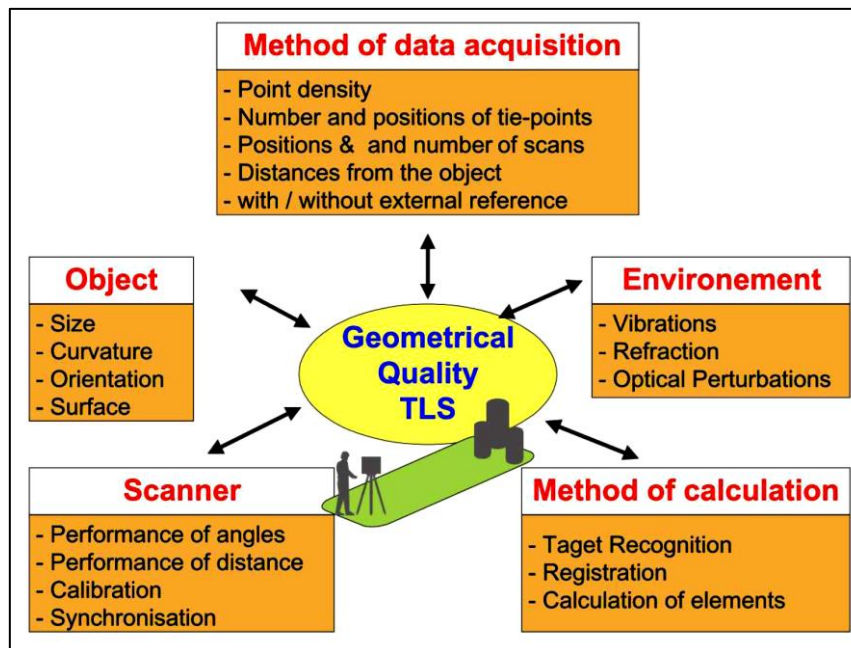 Method of data acquisition
- Point density
- Number and positions of tie-points
- Positions &  and number of scans
- Distances from the object
- with / without external reference
Object
- Size
- Curvature
- Orientation
- Surface
Environement
- Vibrations
- Refraction
- Optical Perturbations
Geometrical
Quality
TLS
Scanner
- Performance of angles
- Performance of distance
- Calibration
- Synchronisation
Method of calculation
- Taget Recognition
- Registration
- Calculation of elements